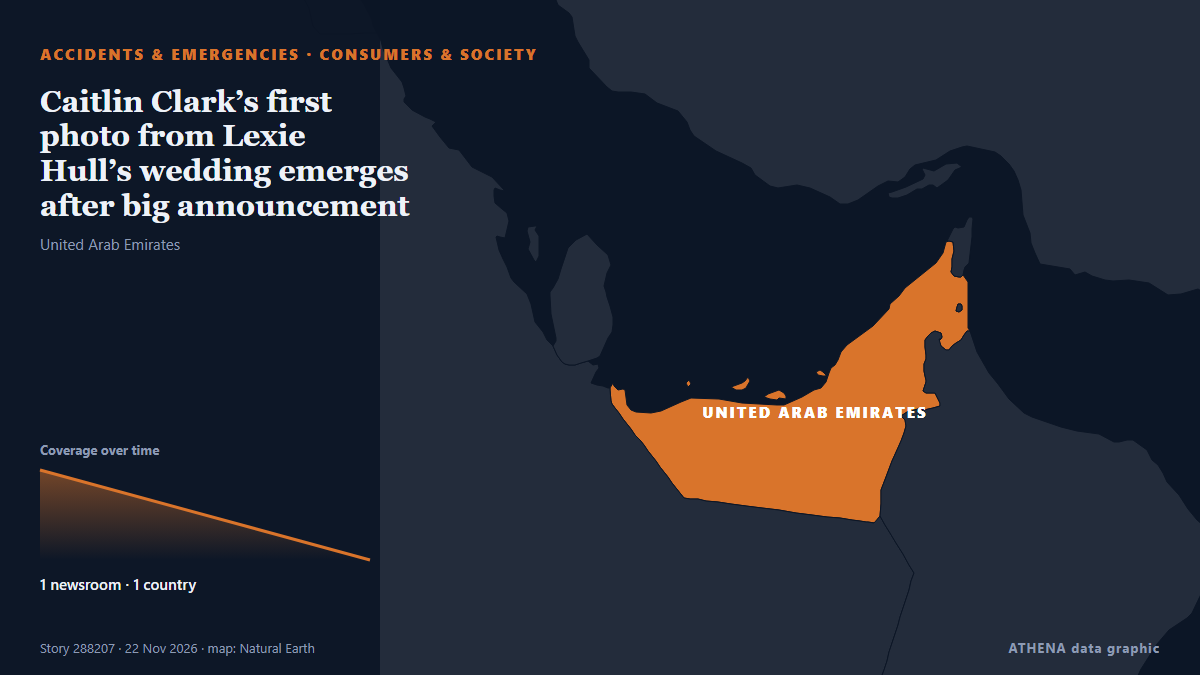 ACCIDENTS & EMERGENCIES · CONSUMERS & SOCIETY
Caitlin Clark’s first
photo from Lexie
Hull’s wedding emerges
after big announcement
United Arab Emirates
UNITED ARAB EMIRATES
Coverage over time
1 newsroom · 1 country
Story 288207 · 22 Nov 2026 · map: Natural Earth
ATHENA data graphic